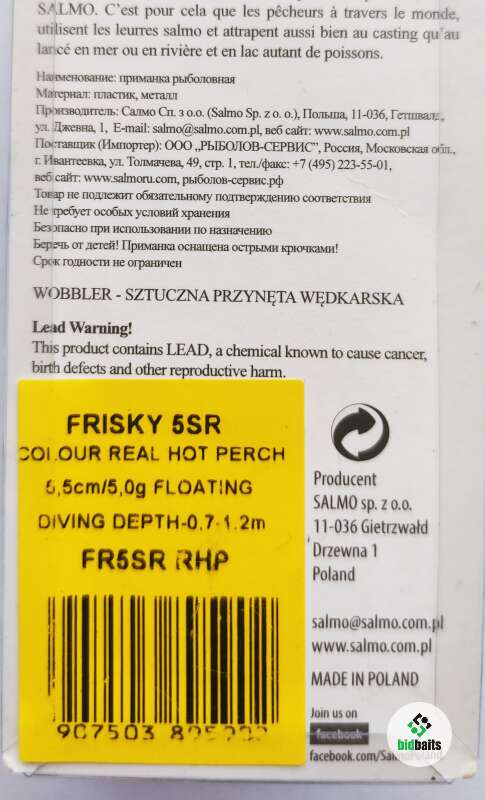 SALMO. C'est pour cela que les pêcheurs à travers le monde,
utilisent les leurres salmo et attrapent aussi bien au casting qu'au
lancé en mer ou en rivière et en lac autant de poissons.
Наименование: приманка рыболовная
Материал: пластик, металл
Производитель: Салмо Сп. з о.о. (Salmo Sp. z o. o.), Польша, 11-036, Гетшвалд,
ул. Джевна, 1, E-mail: salmo@salmo.com.pl, веб сайт: www.salmo.com.pl
Поставщик (Импортер): ООО „РЫБОЛОВ-СЕРВИС", Россия, Московская обл.,
г. Ивантеевка, ул. Толмачева, 49, стр. 1, тел./факс: +7 (495) 223-55-01,
веб сайт: www.salmoru.com, рыболов-сервис.рф
Товар не подлежит обязательному подтверждению соответствия
Не требует особых условий хранения
Безопасно при использовании по назначению
Беречь от детей! Приманка оснащена острыми крючками!
Срок годности не ограничен
WOBBLER - SZTUCZNA PRZYNĘTA WĘDKARSKA
Lead Warning!
This product contains LEAD, a chemical known to cause cancer,
birth defects and other reproductive harm.
FRISKY 5SR
COLOUR REAL HOT PERCH
5,5cm/5,0g FLOATING
DIVING DEPTH-0,7-1.2m
FR5SR RHP
907503
Producent
SALMO sp. z o.o.
11-036 Gietrzwałd
Drzewna 1
Poland
salmo@salmo.com.pl
www.salmo.com.pl
MADE IN POLAND
Join us on
facebook
facebook.com/Sal
bidbaits